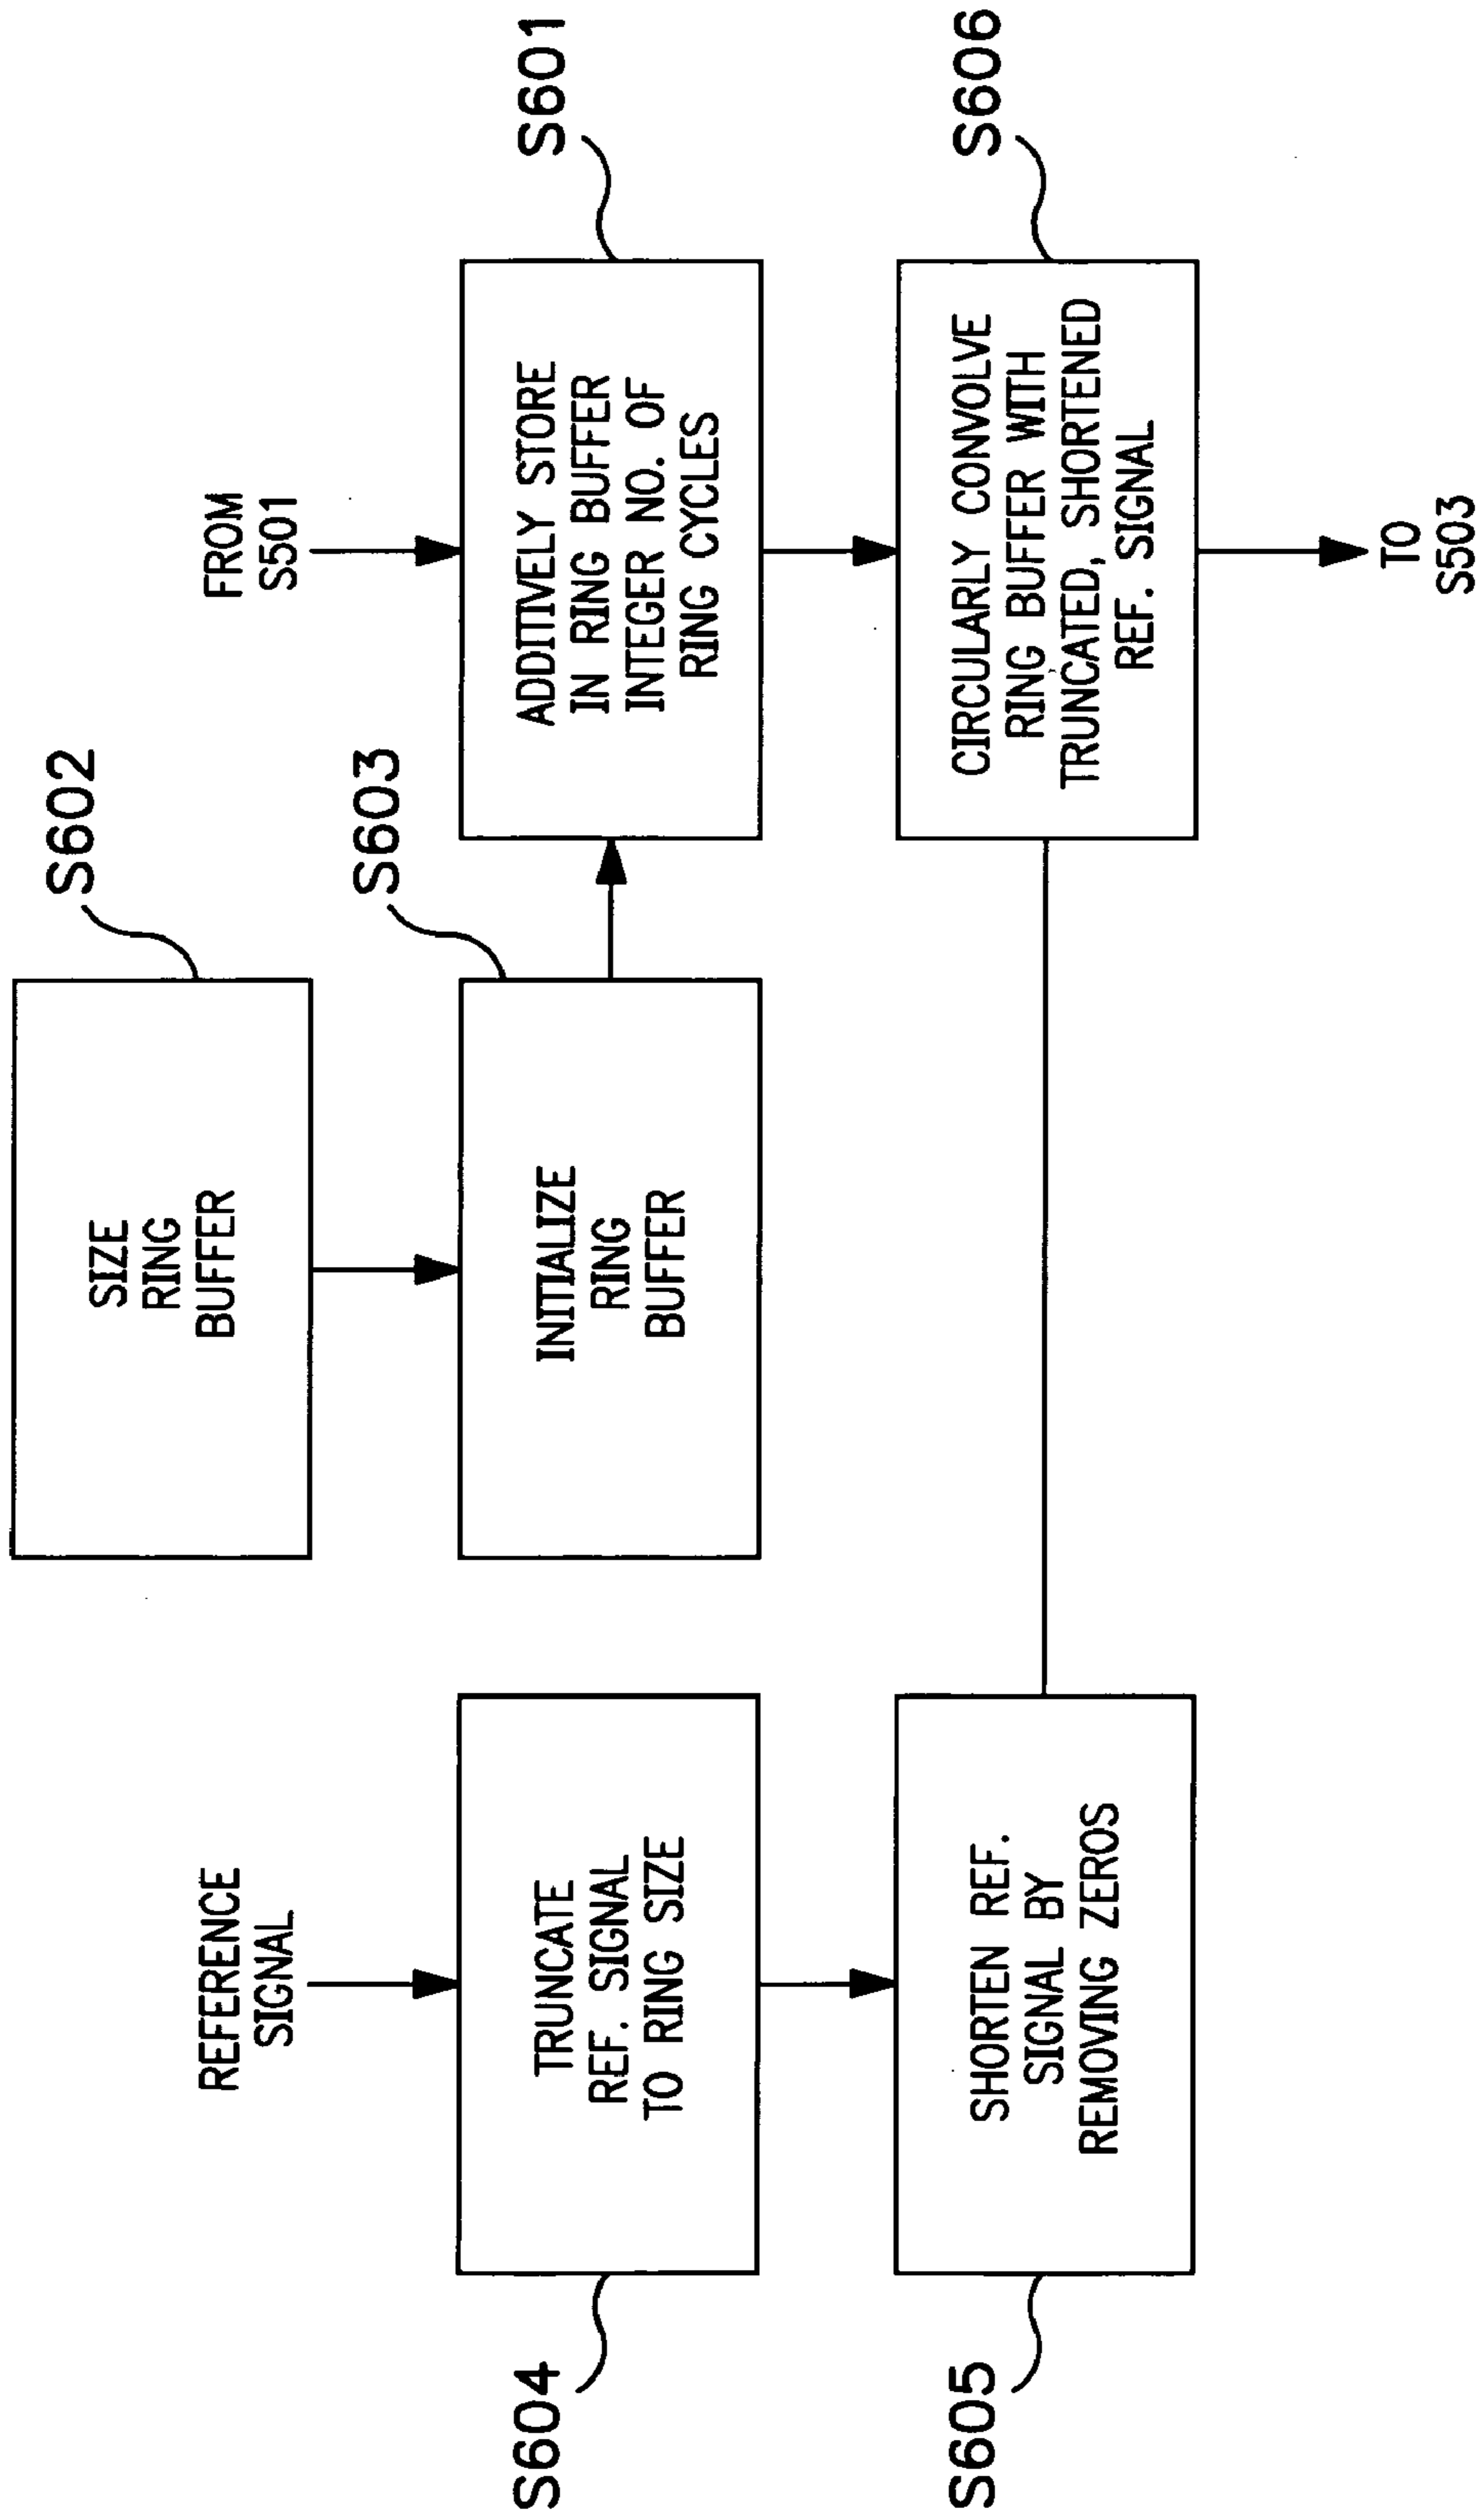 S602
SIZE
RING
BUFFER
REFERENCE
SIGNAL
FROM
S501
S603
S601
S604
TRUNCATE
REF. SIGNAL
TO RING SIZE
INITIALIZE
RING
BUFFER
ADDITIVELY STORE
IN RING BUFFER
INTEGER NO. OF
RING CYCLES
S605
SHORTEN REF.
SIGNAL BY
REMOVING ZEROS
S606
CIRCULARLY CONVOLVE
RING BUFFER WITH
TRUNCATED, SHORTENED
REF. SIGNAL
TO
S503